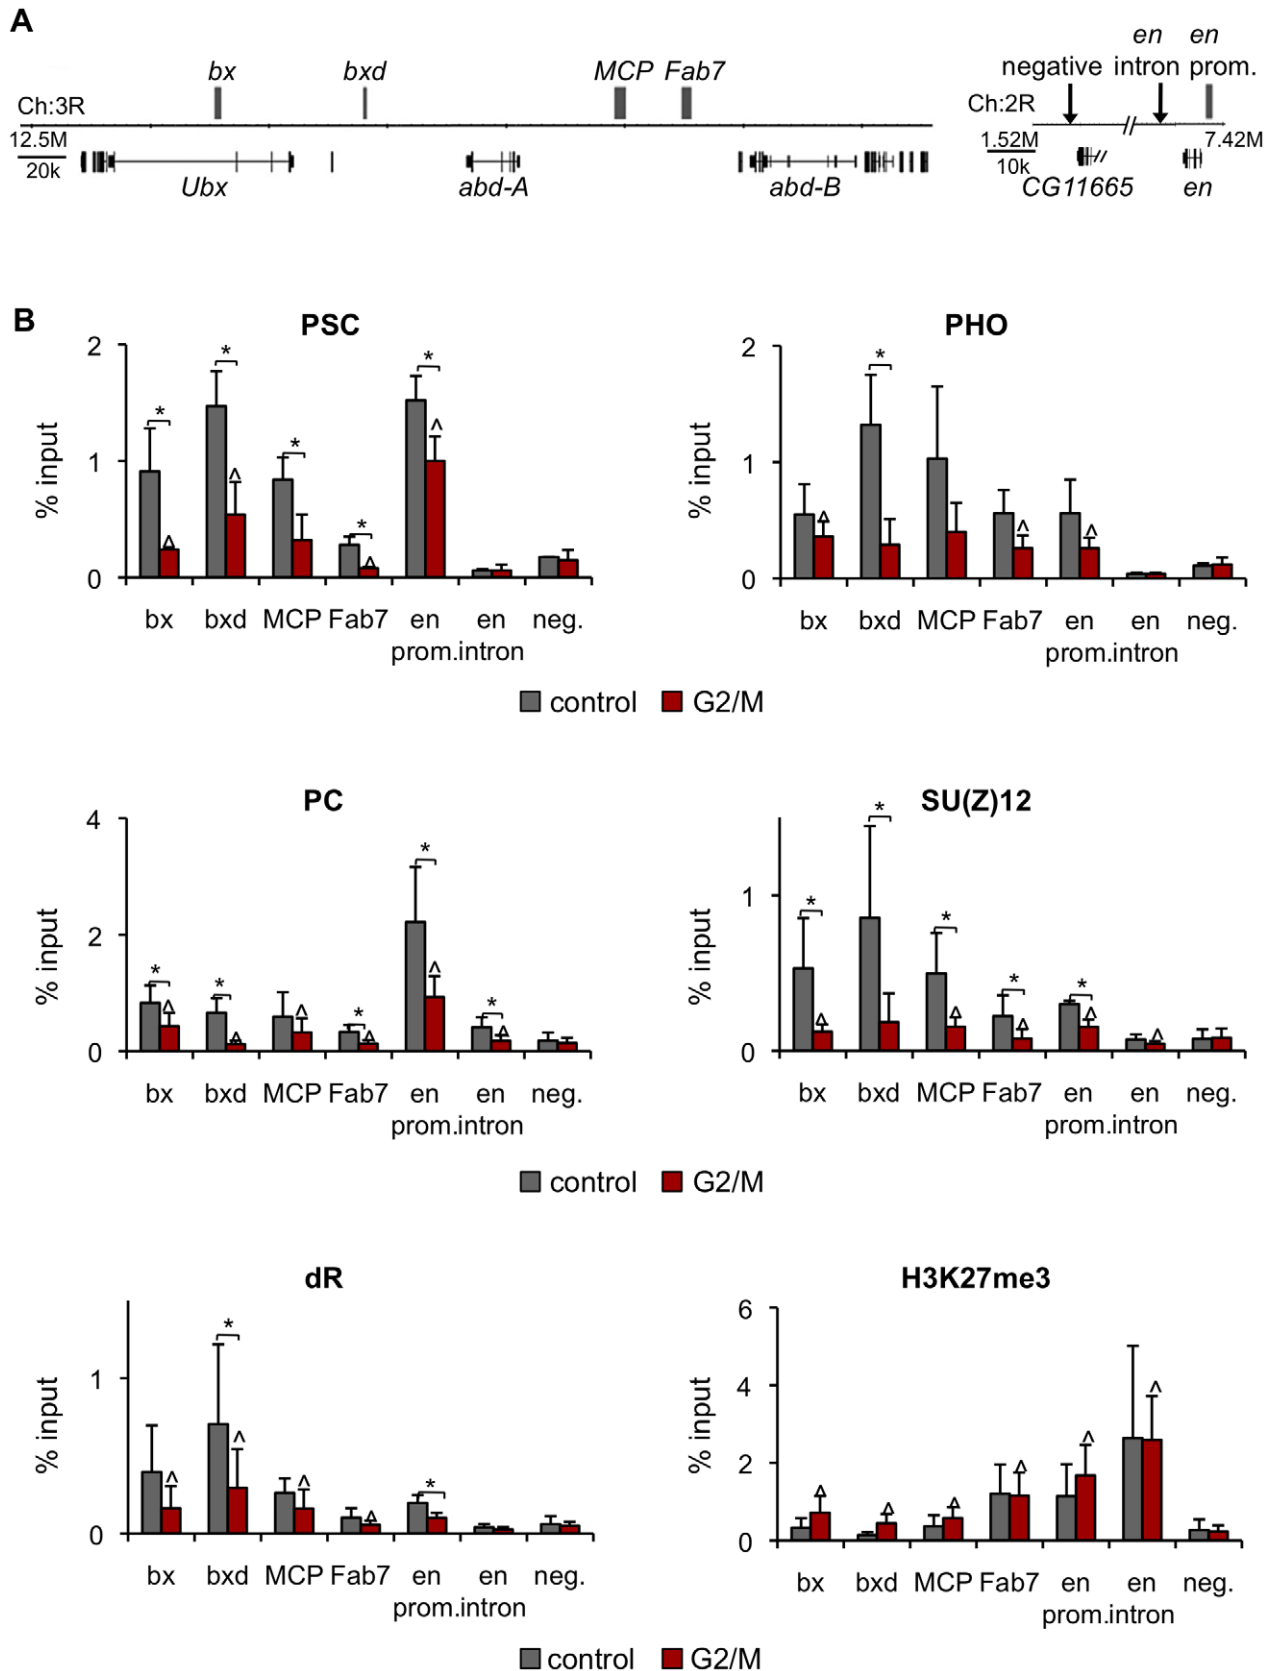 A
bx bxd MCP Fab7
en en
negative intron prom.
Ch:3R
Ch:2R
12.5M
20k
Ubx abd-A abd-B
1.52M
10k
7.42M
CG11665 en
B
PSC
% input
2
1
0
* * * * *
^ ^ ^ ^
bx bxd MCP Fab7 en en neg.
prom. intron
PHO
% input
2
1
0
*
^ ^ ^
bx bxd MCP Fab7 en en neg.
prom. intron
control G2/M
PC
% input
4
2
0
* * * * *
^ ^ ^ ^ ^ ^
bx bxd MCP Fab7 en en neg.
prom. intron
SU(Z)12
% input
1
0
* * * * *
^ ^ ^ ^ ^
bx bxd MCP Fab7 en en neg.
prom. intron
control G2/M
dR
% input
1
0
* *
^ ^ ^ ^
bx bxd MCP Fab7 en en neg.
prom. intron
H3K27me3
% input
6
4
2
0
^ ^ ^ ^ ^ ^
bx bxd MCP Fab7 en en neg.
prom. intron
control G2/M